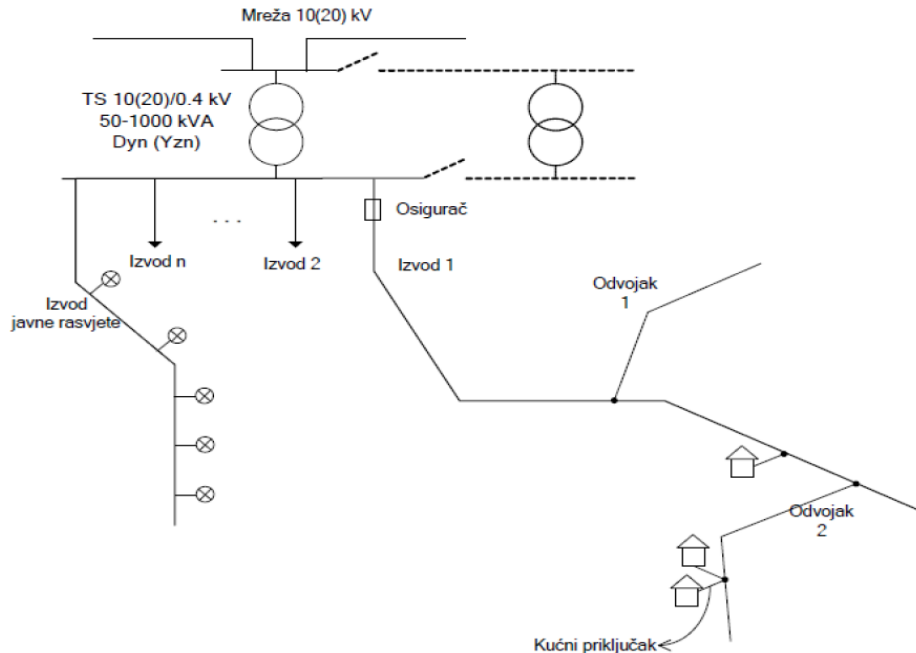 Mreža 10(20) kV
TS 10(20)/0.4 kV
50-1000 kVA
Dyn (Yzn)
Osigurač
Izvod n
. . .
Izvod 2
Izvod 1
Izvod
javne rasvjete
Odvojak
1
Odvojak
2
Kućni priključak